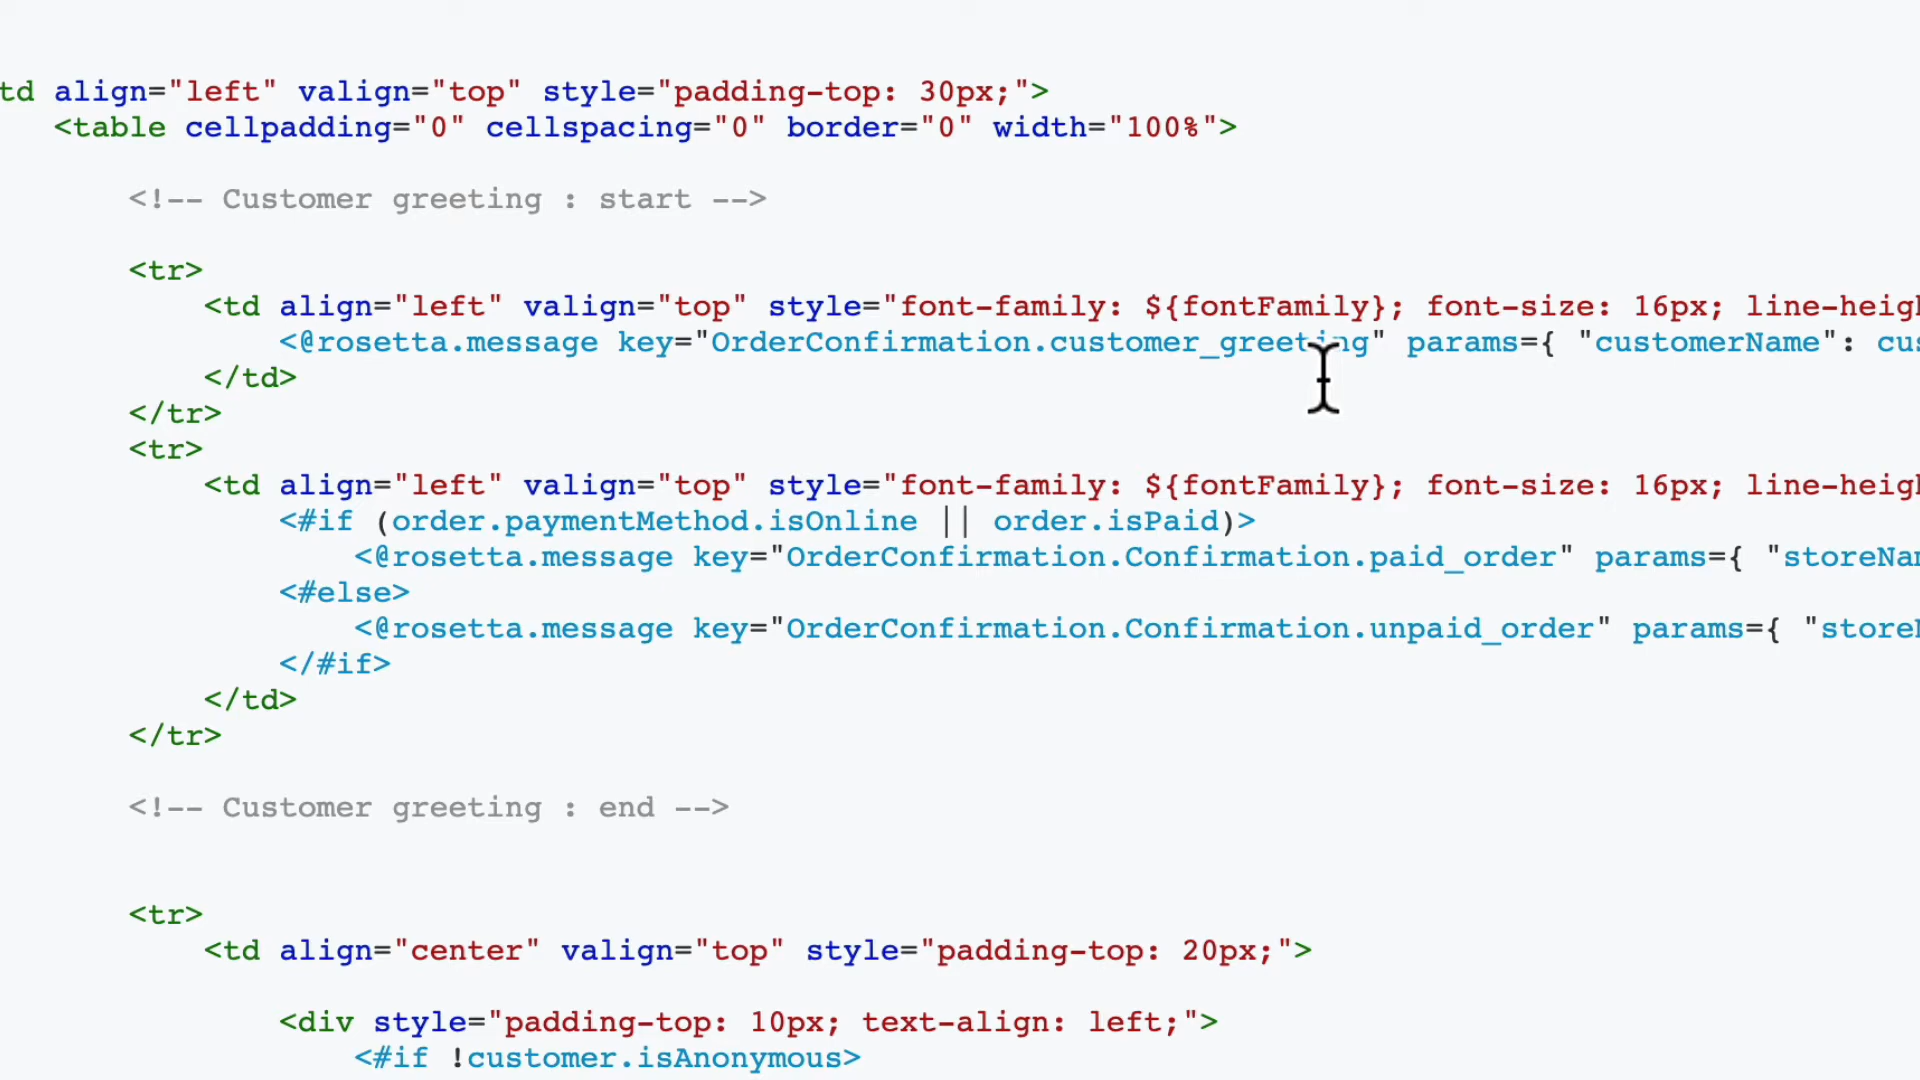 td align="left" valign="top" style="padding-top: 30px;">
<table cellpadding="0" cellspacing="0" border="0" width="100%">
<!-- Customer greeting : start -->
<tr>
<td align="left" valign="top" style="font-family: ${fontFamily}; font-size: 16px; line-heigh
<@rosetta.message key="OrderConfirmation.customer_greeting" params={ "customerName": cus
</td>
</tr>
<tr>
<td align="left" valign="top" style="font-family: ${fontFamily}; font-size: 16px; line-heigh
<#if (order.paymentMethod.isOnline || order.isPaid)>
<@rosetta.message key="OrderConfirmation.Confirmation.paid_order" params={ "storeNam
<#else>
<@rosetta.message key="OrderConfirmation.Confirmation.unpaid_order" params={ "storeN
</#if>
</td>
</tr>
<!-- Customer greeting : end -->
<tr>
<td align="center" valign="top" style="padding-top: 20px;">
<div style="padding-top: 10px; text-align: left;">
<#if !customer.isAnonymous>